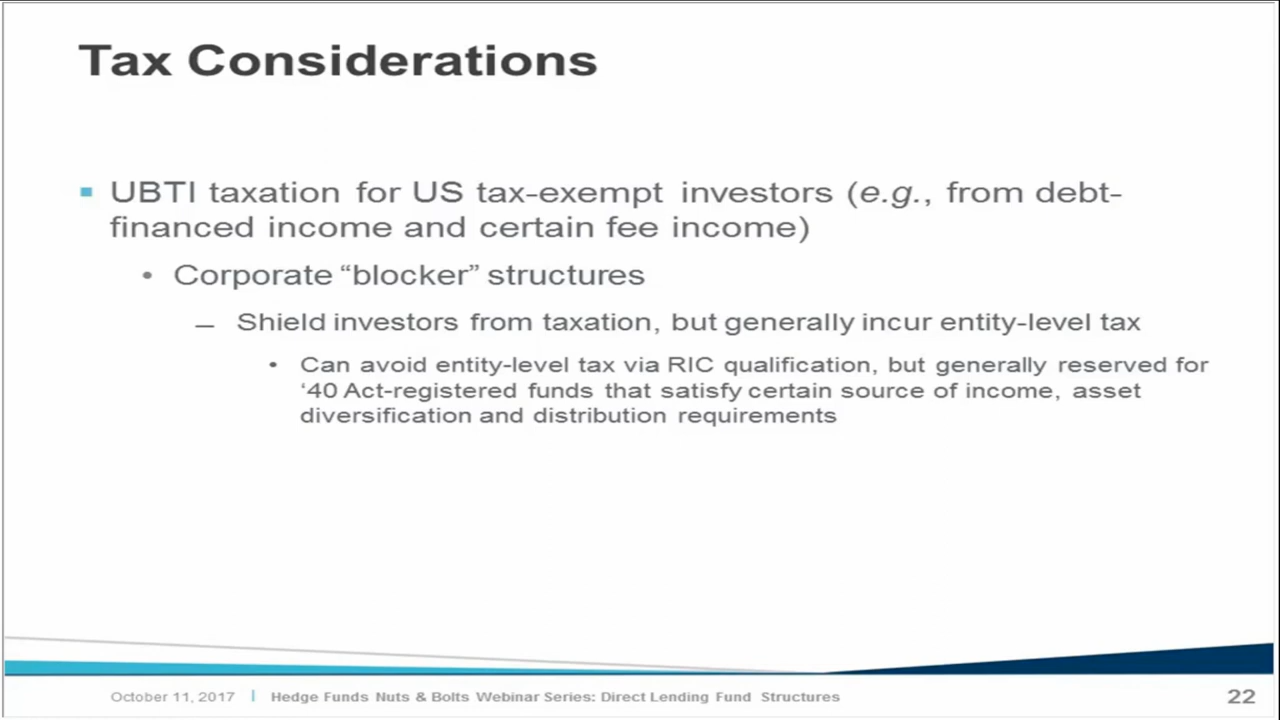 Tax Considerations
UBTI taxation for US tax-exempt investors (e.g., from debt-
financed income and certain fee income)
• Corporate “blocker” structures
– Shield investors from taxation, but generally incur entity-level tax
• Can avoid entity-level tax via RIC qualification, but generally reserved for
‘40 Act-registered funds that satisfy certain source of income, asset
diversification and distribution requirements
October 11, 2017 | Hedge Funds Nuts & Bolts Webinar Series: Direct Lending Fund Structures 22